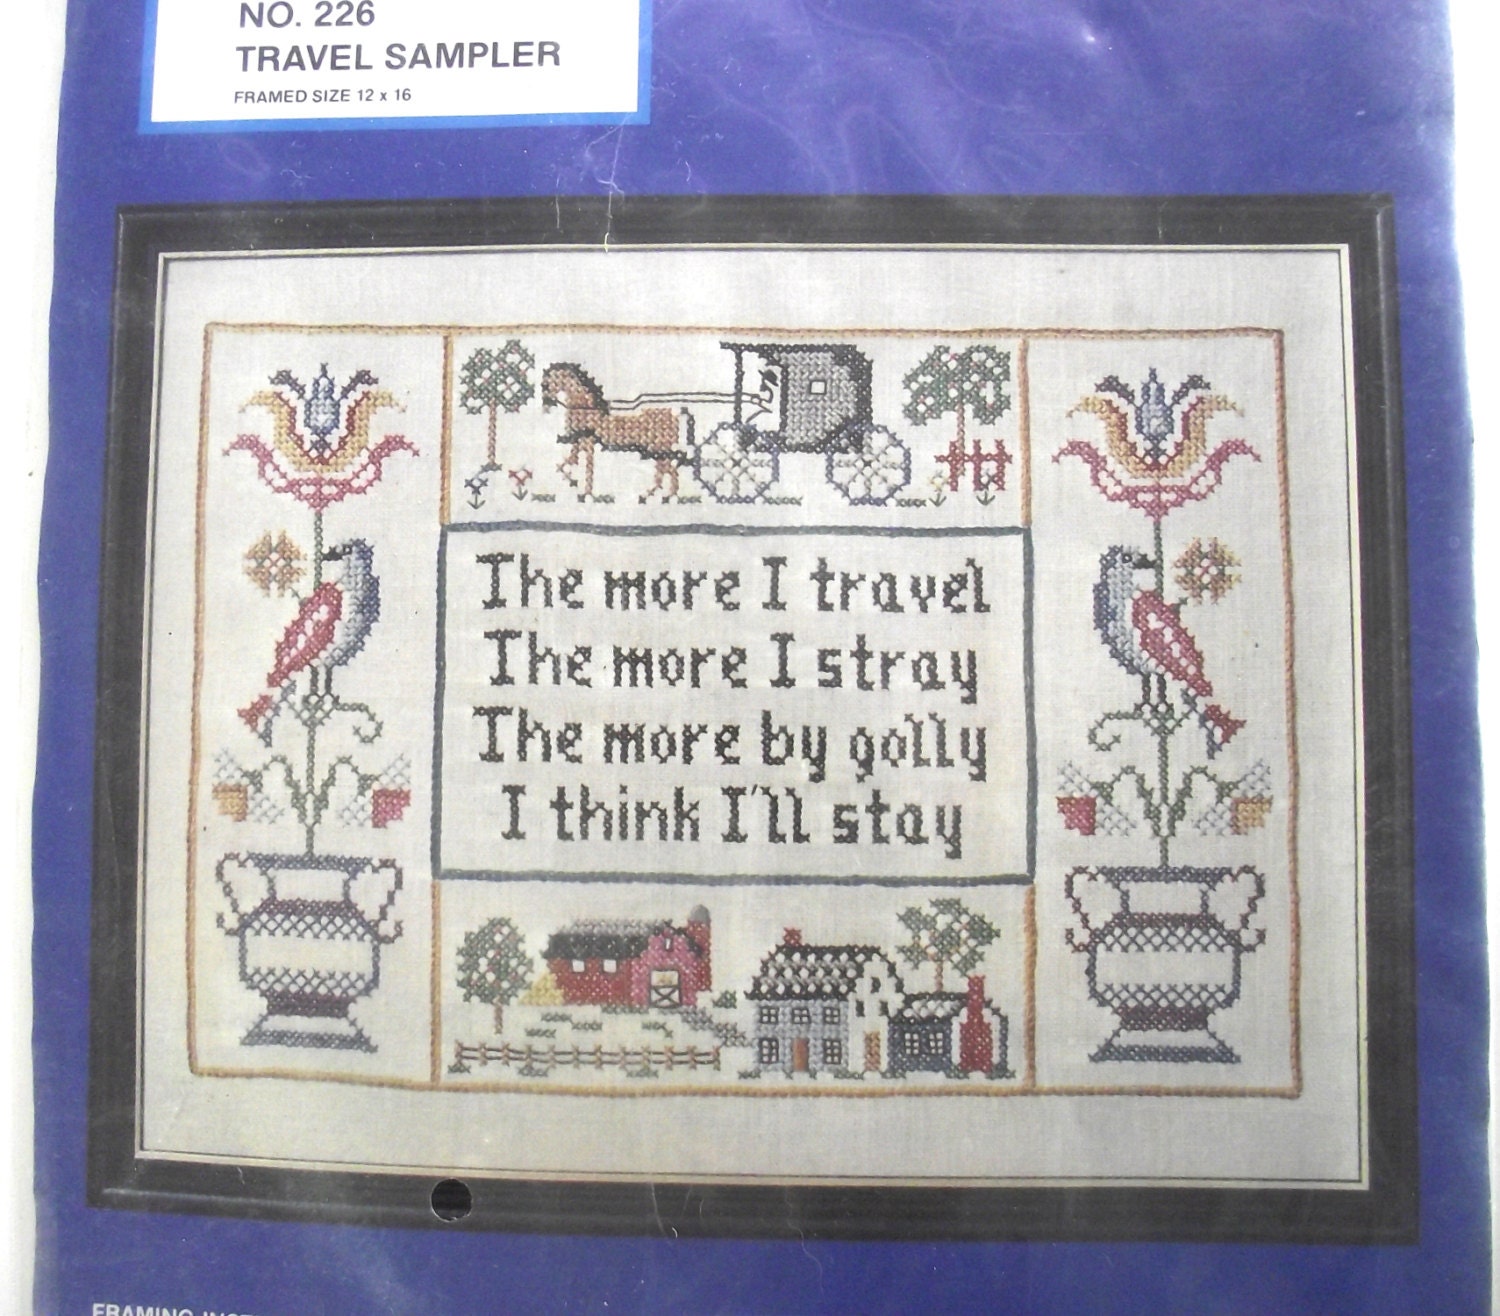 NO. 226
TRAVEL SAMPLER
FRAMED SIZE 12 x 16
The more I travel
The more I stray
The more by golly
I think I'll stay
FRAMING